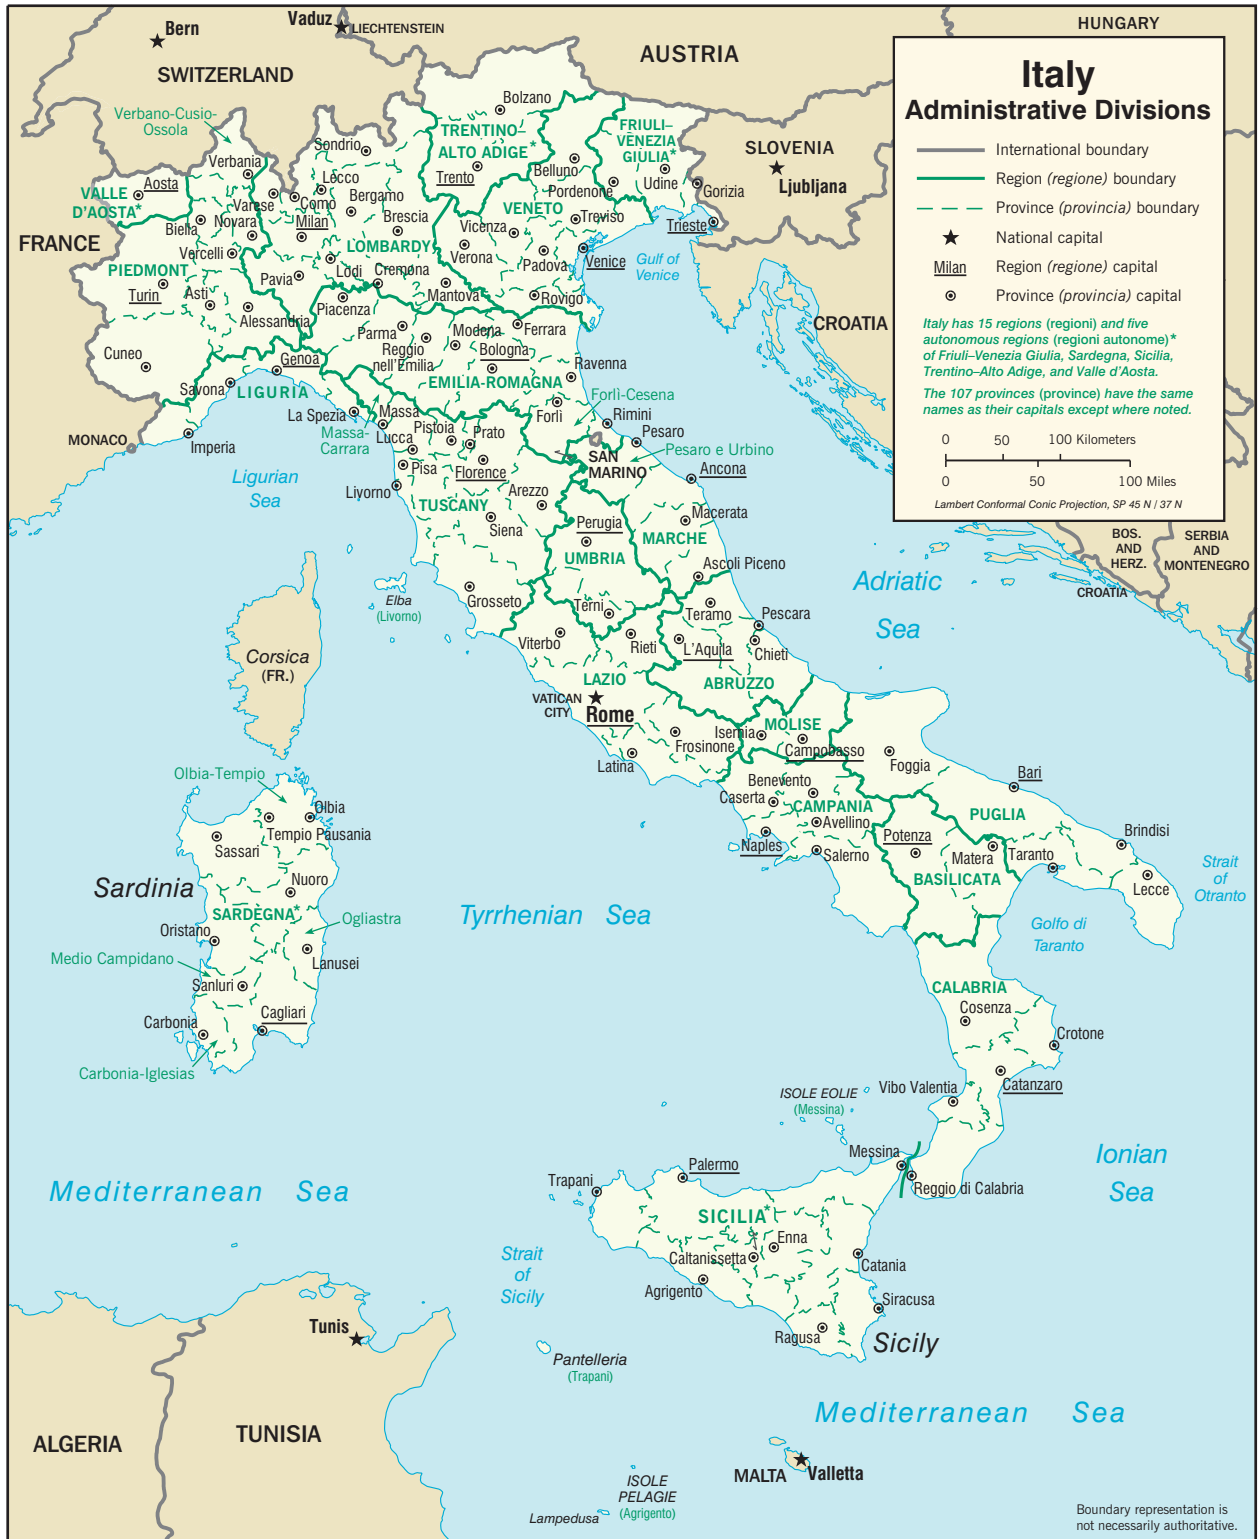 Bern
Vaduz
LIECHTENSTEIN
SWITZERLAND
AUSTRIA
HUNGARY
Italy
Administrative Divisions
International boundary
Region (regione) boundary
Province (provincia) boundary
National capital
Milan
Region (regione) capital
Province (provincia) capital
Italy has 15 regions (regioni) and five
autonomous regions (regioni autonome)*
of Friuli–Venezia Giulia, Sardegna, Sicilia,
Trentino–Alto Adige, and Valle d'Aosta.
The 107 provinces (province) have the same
names as their capitals except where noted.
0 50 100 Kilometers
0 50 100 Miles
Lambert Conformal Conic Projection, SP 45 N / 37 N
SLOVENIA
Ljubljana
CROATIA
BOS.
AND
HERZ.
SERBIA
AND
MONTENEGRO
CROATIA
FRANCE
MONACO
Verbano-Cusio-
Ossola
Verbania
Aosta
VALLE
D'AOSTA*
Biella
Novara
Vercelli
PIEDMONT
Turin
Asti
Alessandria
Cuneo
Sondrio
Lecco
Como
Varese
Bergamo
Milan
Brescia
LOMBARDY
Pavia
Lodi
Cremona
Mantova
Bolzano
TRENTINO–
ALTO ADIGE*
Trento
FRIULI–
VENEZIA
GIULIA*
Belluno
Pordenone
Udine
Gorizia
Trieste
VENETO
Treviso
Vicenza
Verona
Padova
Venice
Rovigo
Gulf of
Venice
Piacenza
Parma
Reggio
nell'Emilia
Modena
Ferrara
Bologna
EMILIA-ROMAGNA
Ravenna
Forlì-Cesena
Forlì
Rimini
Genoa
Savona
LIGURIA
La Spezia
Imperia
Ligurian
Sea
Massa
Massa-
Carrara
Lucca
Pistoia
Prato
Pisa
Florence
Livorno
Arezzo
TUSCANY
Siena
Grosseto
Elba
(Livorno)
SAN
MARINO
Pesaro
Pesaro e Urbino
Ancona
Macerata
MARCHE
Ascoli Piceno
Perugia
UMBRIA
Terni
Adriatic
Sea
Corsica
(FR.)
Viterbo
Rieti
LAZIO
VATICAN
CITY
Rome
Frosinone
Latina
Teramo
Pescara
L'Aquila
Chieti
ABRUZZO
MOLISE
Isernia
Campobasso
Foggia
Bari
PUGLIA
Brindisi
Taranto
Lecce
Strait
of
Otranto
Benevento
Caserta
CAMPANIA
Avellino
Naples
Salerno
Potenza
Matera
BASILICATA
Golfo di
Taranto
Olbia-Tempio
Olbia
Tempio Pausania
Sassari
Sardinia
Nuoro
SARDEGNA*
Ogliastra
Oristano
Medio Campidano
Lanusei
Sanluri
Cagliari
Carbonia
Carbonia-Iglesias
Tyrrhenian Sea
CALABRIA
Cosenza
Crotone
Catanzaro
Vibo Valentia
ISOLE EOLIE
(Messina)
Messina
Reggio di Calabria
Ionian
Sea
Mediterranean Sea
Trapani
Palermo
SICILIA*
Enna
Caltanissetta
Catania
Agrigento
Siracusa
Ragusa
Sicily
Strait
of
Sicily
Tunis
Pantelleria
(Trapani)
ALGERIA
TUNISIA
Mediterranean Sea
MALTA
Valletta
ISOLE
PELAGIE
(Agrigento)
Lampedusa
Boundary representation is
not necessarily authoritative.